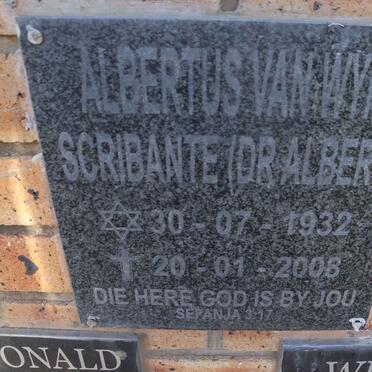 ALBERTUS VAN WY
SCRIBANTE (DR ALBER
✡ 30 - 07 - 1932
✝ 20 - 01 - 2008
DIE HERE GOD IS BY JOU
SEFANJA 3:17
ONALD